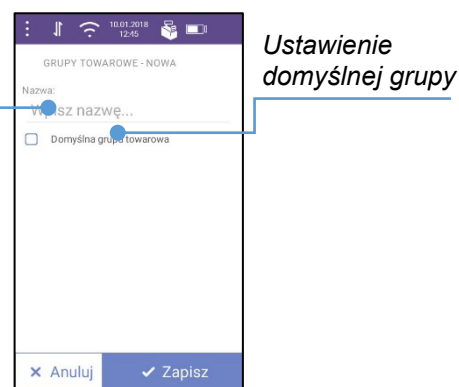 10.01.2018
12:45
GRUPY TOWAROWE - NOWA
Nazwa:
Wpisz nazwę...
Domyślna grupa towarowa
× Anuluj
✓ Zapisz
Ustawienie
domyślnej grupy